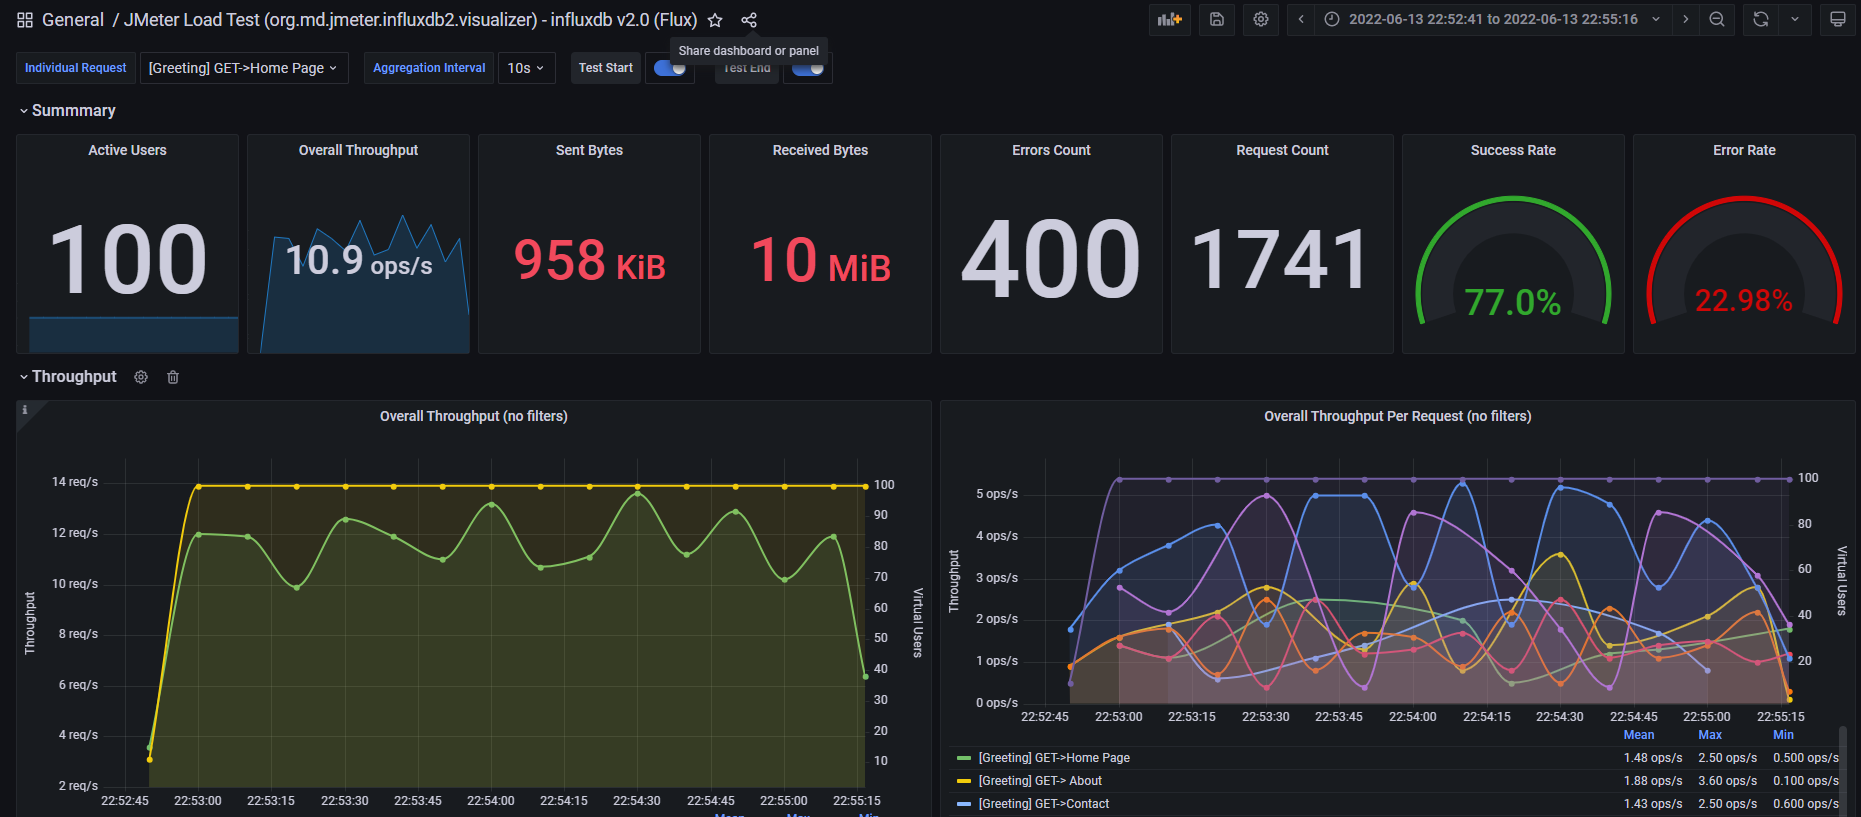 General / JMeter Load Test (org.md.jmeter.influxdb2.visualizer) - influxdb v2.0 (Flux)
2022-06-13 22:52:41 to 2022-06-13 22:55:16
Share dashboard or panel
Individual Request [Greeting] GET->Home Page Aggregation Interval 10s Test Start Test End
Summmary
Active Users
100
Overall Throughput
10.9 ops/s
Sent Bytes
958 KiB
Received Bytes
10 MiB
Errors Count
400
Request Count
1741
Success Rate
77.0%
Error Rate
22.98%
Throughput
i
Overall Throughput (no filters)
14 req/s
12 req/s
10 req/s
8 req/s
6 req/s
4 req/s
2 req/s
Throughput
100
90
80
70
60
50
40
30
20
10
Virtual Users
22:52:45 22:53:00 22:53:15 22:53:30 22:53:45 22:54:00 22:54:15 22:54:30 22:54:45 22:55:00 22:55:15
Mean Max Min
Overall Throughput Per Request (no filters)
5 ops/s
4 ops/s
3 ops/s
2 ops/s
1 ops/s
0 ops/s
Throughput
100
80
60
40
20
Virtual Users
22:52:45 22:53:00 22:53:15 22:53:30 22:53:45 22:54:00 22:54:15 22:54:30 22:54:45 22:55:00 22:55:15
Mean Max Min
[Greeting] GET->Home Page 1.48 ops/s 2.50 ops/s 0.500 ops/s
[Greeting] GET-> About 1.88 ops/s 3.60 ops/s 0.100 ops/s
[Greeting] GET->Contact 1.43 ops/s 2.50 ops/s 0.600 ops/s